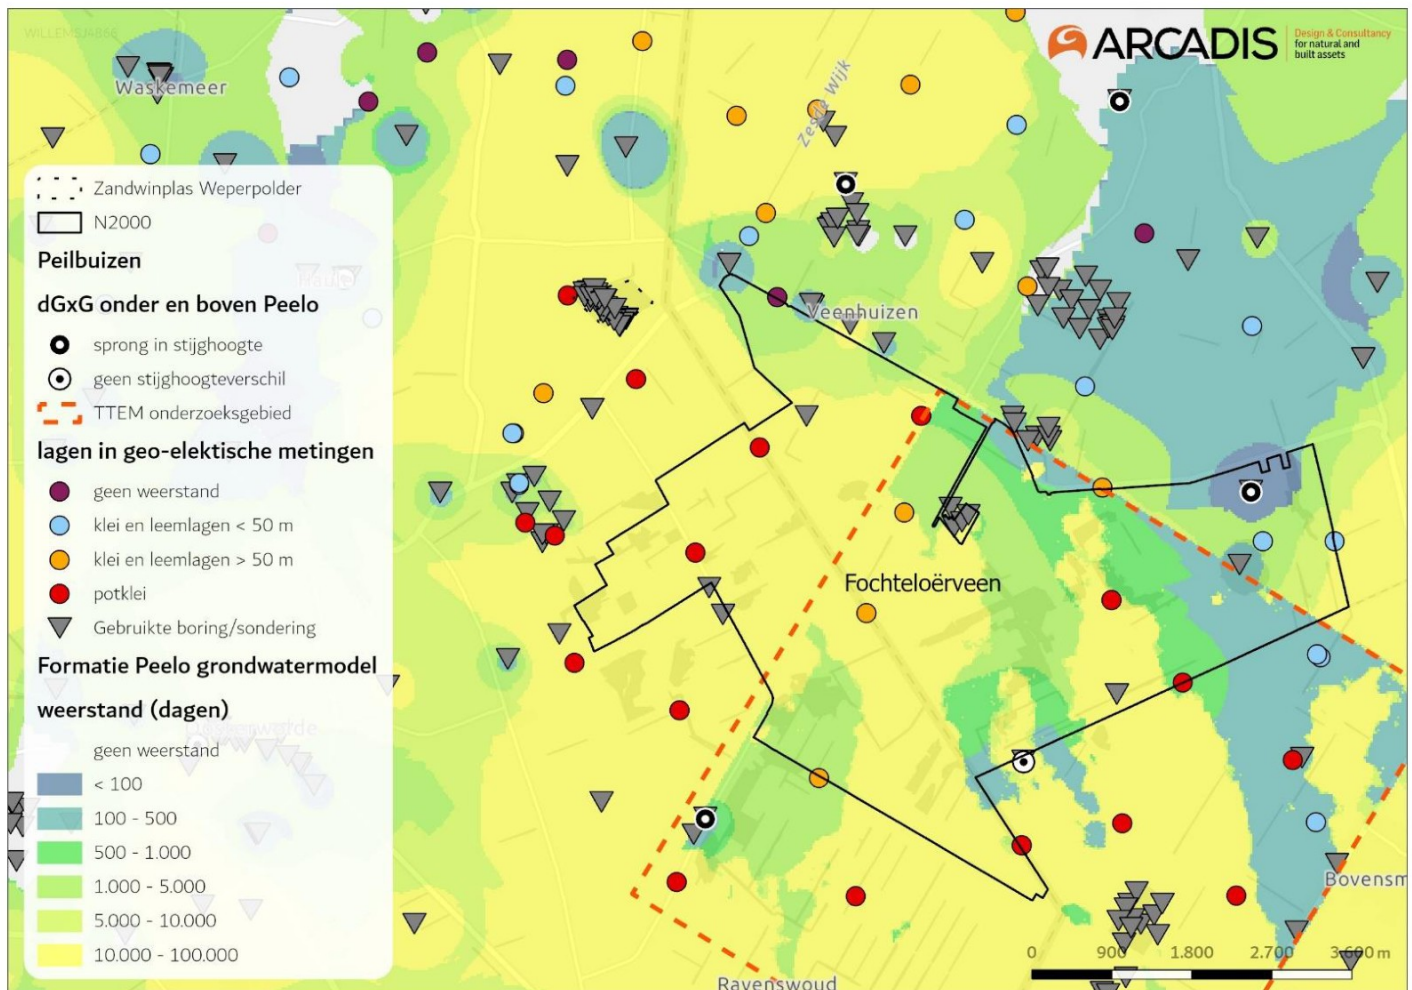 WILLEMSJ4866
ARCADIS
Design & Consultancy
for natural and
built assets
Waskemeer
Zesde Wijk
Zandwinplas Weperpolder
N2000
Peilbuizen
dGxG onder en boven Peelo
sprong in stijghoogte
geen stijghoogteverschil
TTEM onderzoeksgebied
lagen in geo-elektische metingen
geen weerstand
klei en leemlagen < 50 m
klei en leemlagen > 50 m
potklei
Gebruikte boring/sondering
Formatie Peelo grondwatermodel
weerstand (dagen)
geen weerstand
< 100
100 - 500
500 - 1.000
1.000 - 5.000
5.000 - 10.000
10.000 - 100.000
Veenhuizen
Fochteloërveen
Bovensm
Ravenswoud
0 900 1.800 2.700 3.600 m